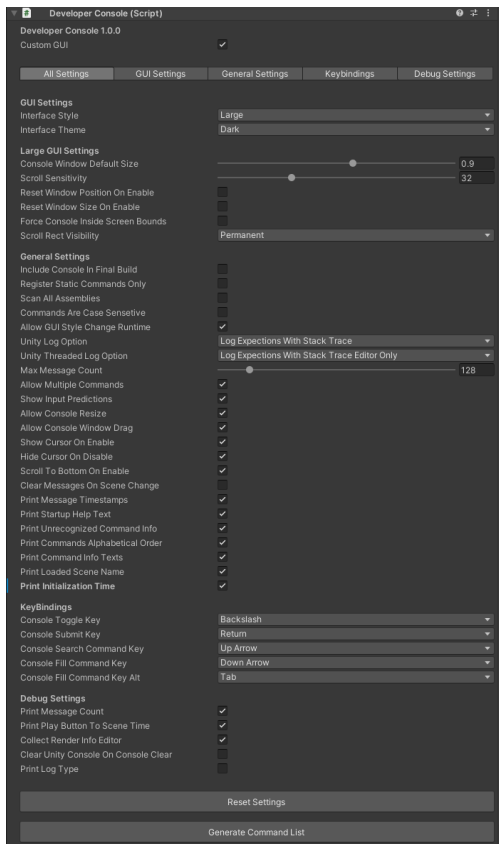 Developer Console (Script)
Developer Console 1.0.0
Custom GUI
All Settings GUI Settings General Settings Keybindings Debug Settings
GUI Settings
Interface Style Large
Interface Theme Dark
Large GUI Settings
Console Window Default Size 0.9
Scroll Sensitivity 32
Reset Window Position On Enable
Reset Window Size On Enable
Force Console Inside Screen Bounds
Scroll Rect Visibility Permanent
General Settings
Include Console In Final Build
Register Static Commands Only
Scan All Assemblies
Commands Are Case Sensetive
Allow GUI Style Change Runtime
Unity Log Option Log Expections With Stack Trace
Unity Threaded Log Option Log Expections With Stack Trace Editor Only
Max Message Count 128
Allow Multiple Commands
Show Input Predictions
Allow Console Resize
Allow Console Window Drag
Show Cursor On Enable
Hide Cursor On Disable
Scroll To Bottom On Enable
Clear Messages On Scene Change
Print Message Timestamps
Print Startup Help Text
Print Unrecognized Command Info
Print Commands Alphabetical Order
Print Command Info Texts
Print Loaded Scene Name
Print Initialization Time
KeyBindings
Console Toggle Key Backslash
Console Submit Key Return
Console Search Command Key Up Arrow
Console Fill Command Key Down Arrow
Console Fill Command Key Alt Tab
Debug Settings
Print Message Count
Print Play Button To Scene Time
Collect Render Info Editor
Clear Unity Console On Console Clear
Print Log Type
Reset Settings
Generate Command List